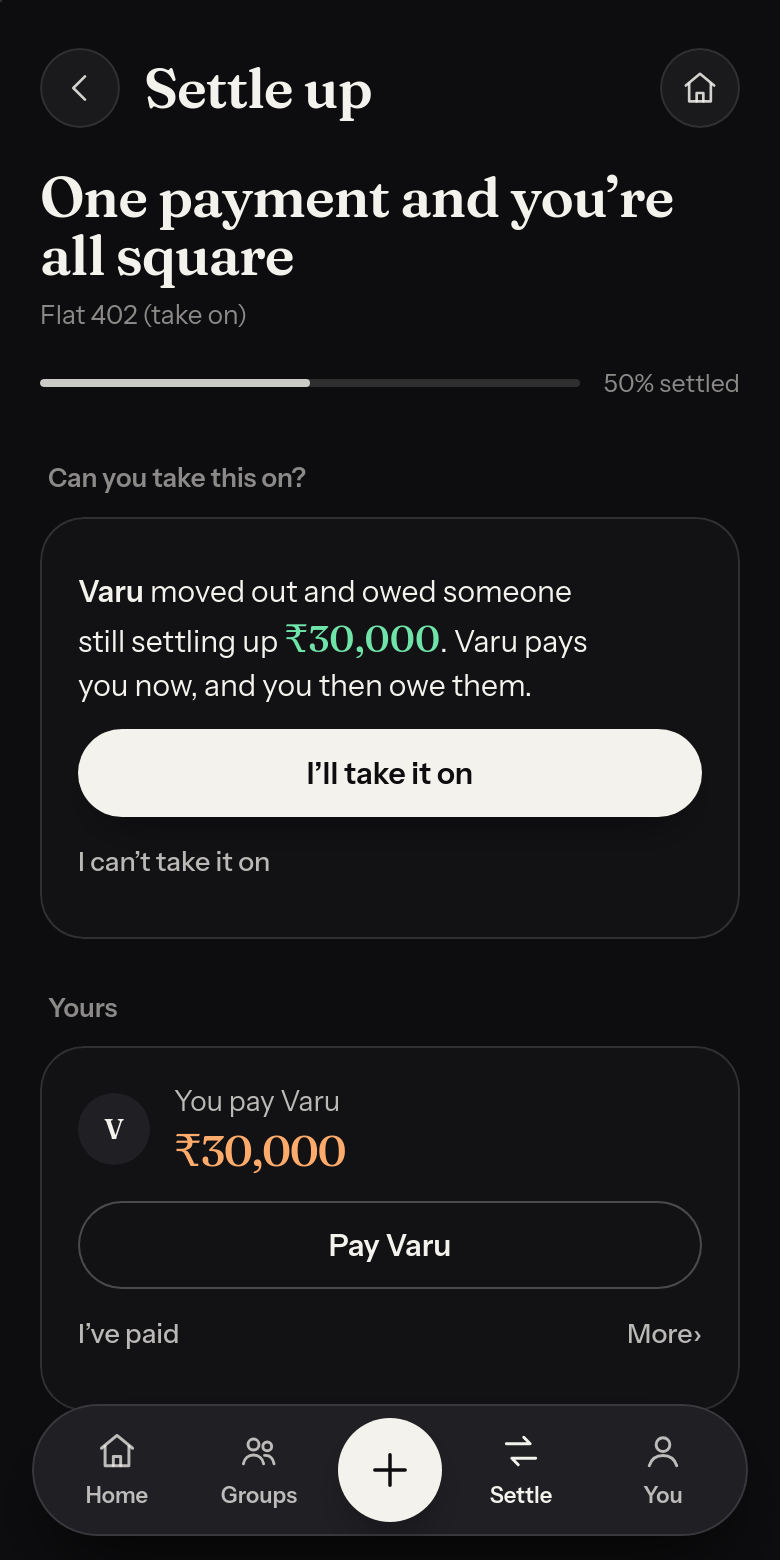 Settle up
One payment and you’re
all square
Flat 402 (take on)
50% settled
Can you take this on?
Varu moved out and owed someone
still settling up ₹30,000. Varu pays
you now, and you then owe them.
I’ll take it on
I can’t take it on
Yours
V
You pay Varu
₹30,000
Pay Varu
I’ve paid
More›
Home
Groups
Settle
You